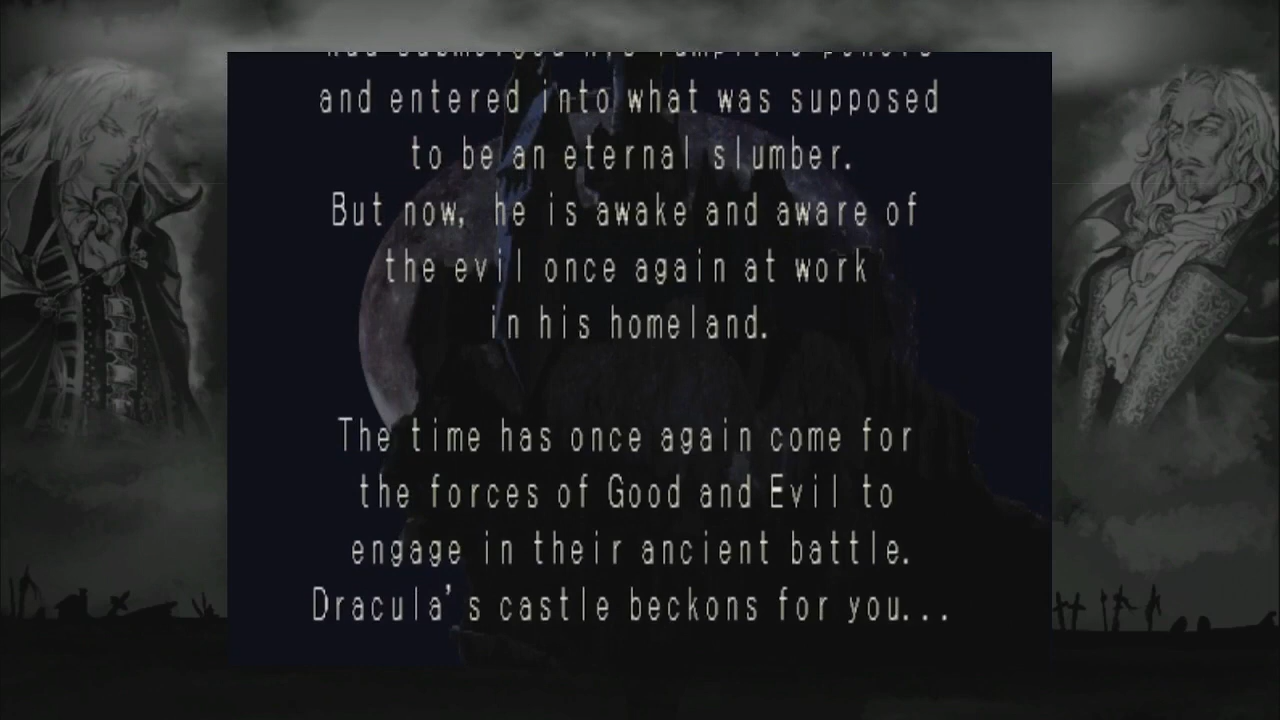 and entered into what was supposed
to be an eternal slumber.
But now, he is awake and aware of
the evil once again at work
in his homeland.
The time has once again come for
the forces of Good and Evil to
engage in their ancient battle.
Dracula's castle beckons for you...